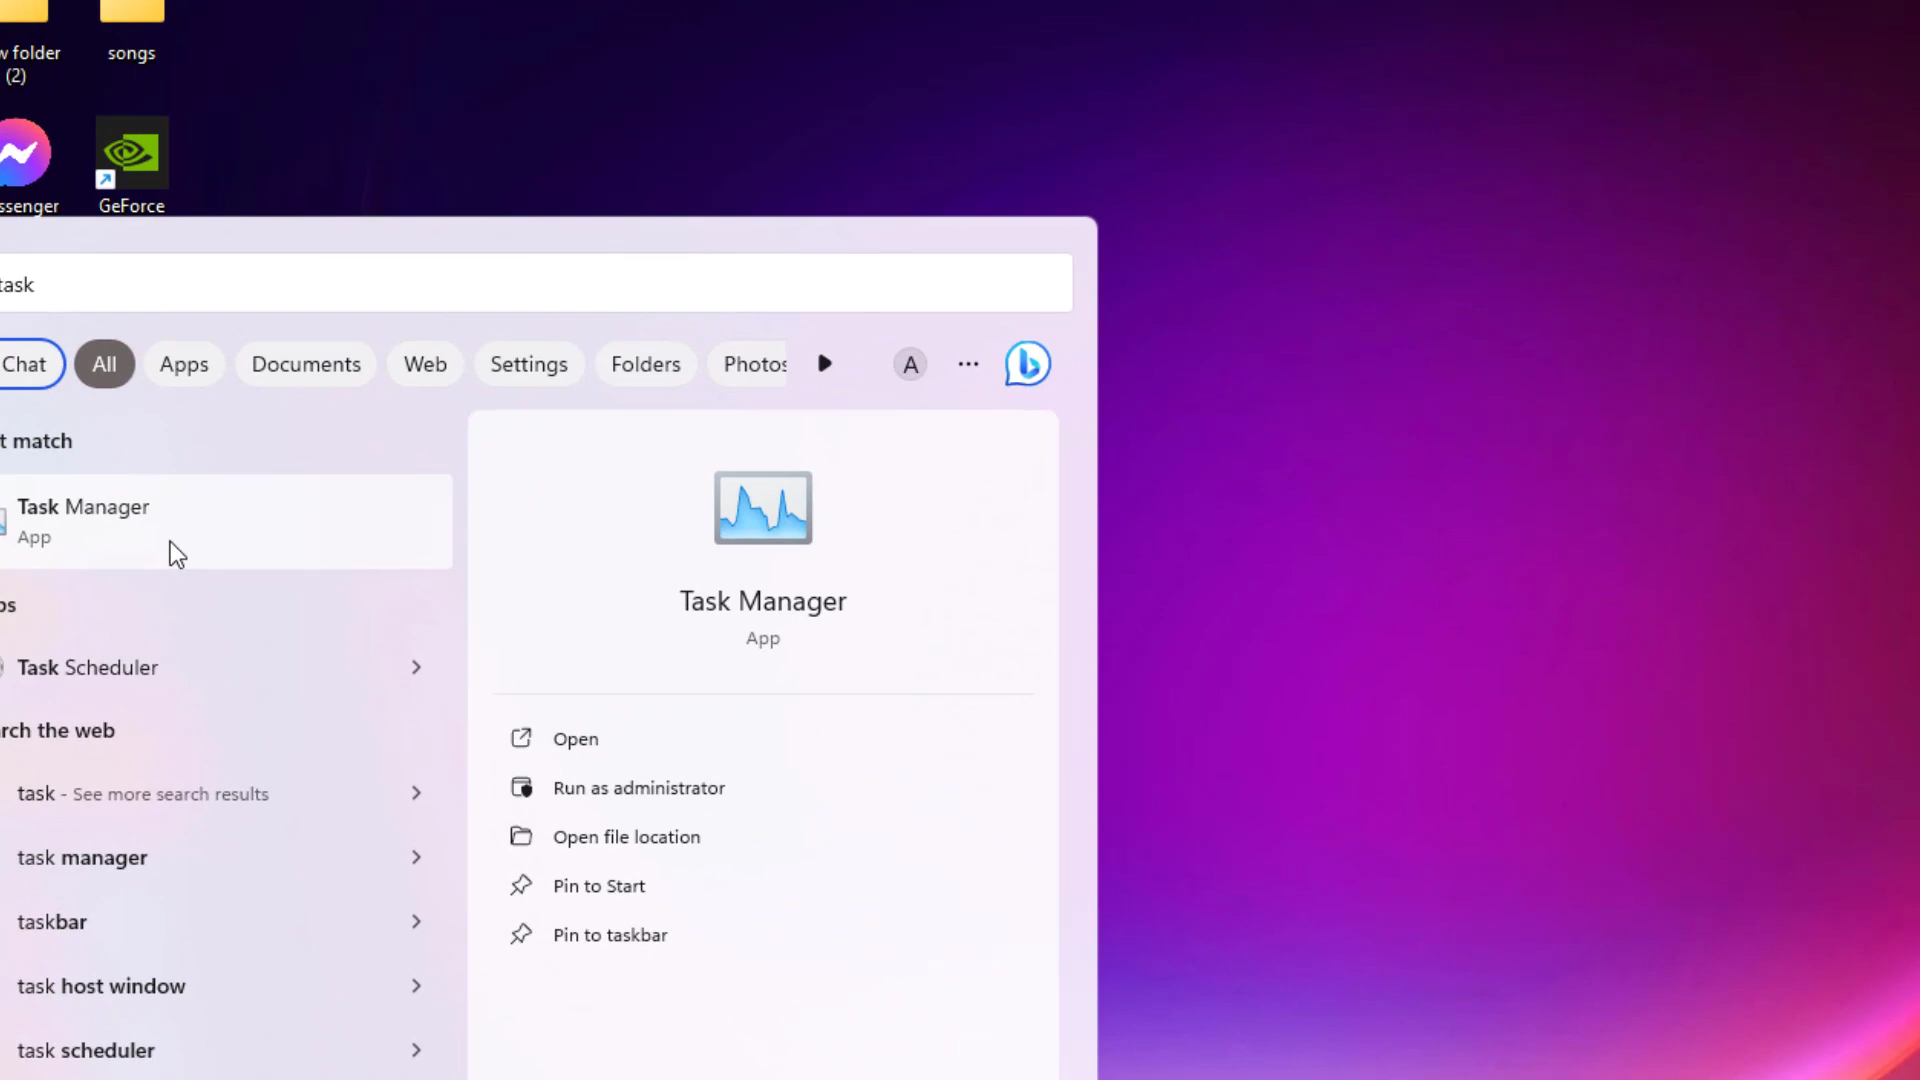 w folder
(2)
songs
ssenger
GeForce
task
Chat
All
Apps
Documents
Web
Settings
Folders
Photos
A
t match
Task Manager
App
ps
Task Scheduler
rch the web
task - See more search results
task manager
taskbar
task host window
task scheduler
Task Manager
App
Open
Run as administrator
Open file location
Pin to Start
Pin to taskbar